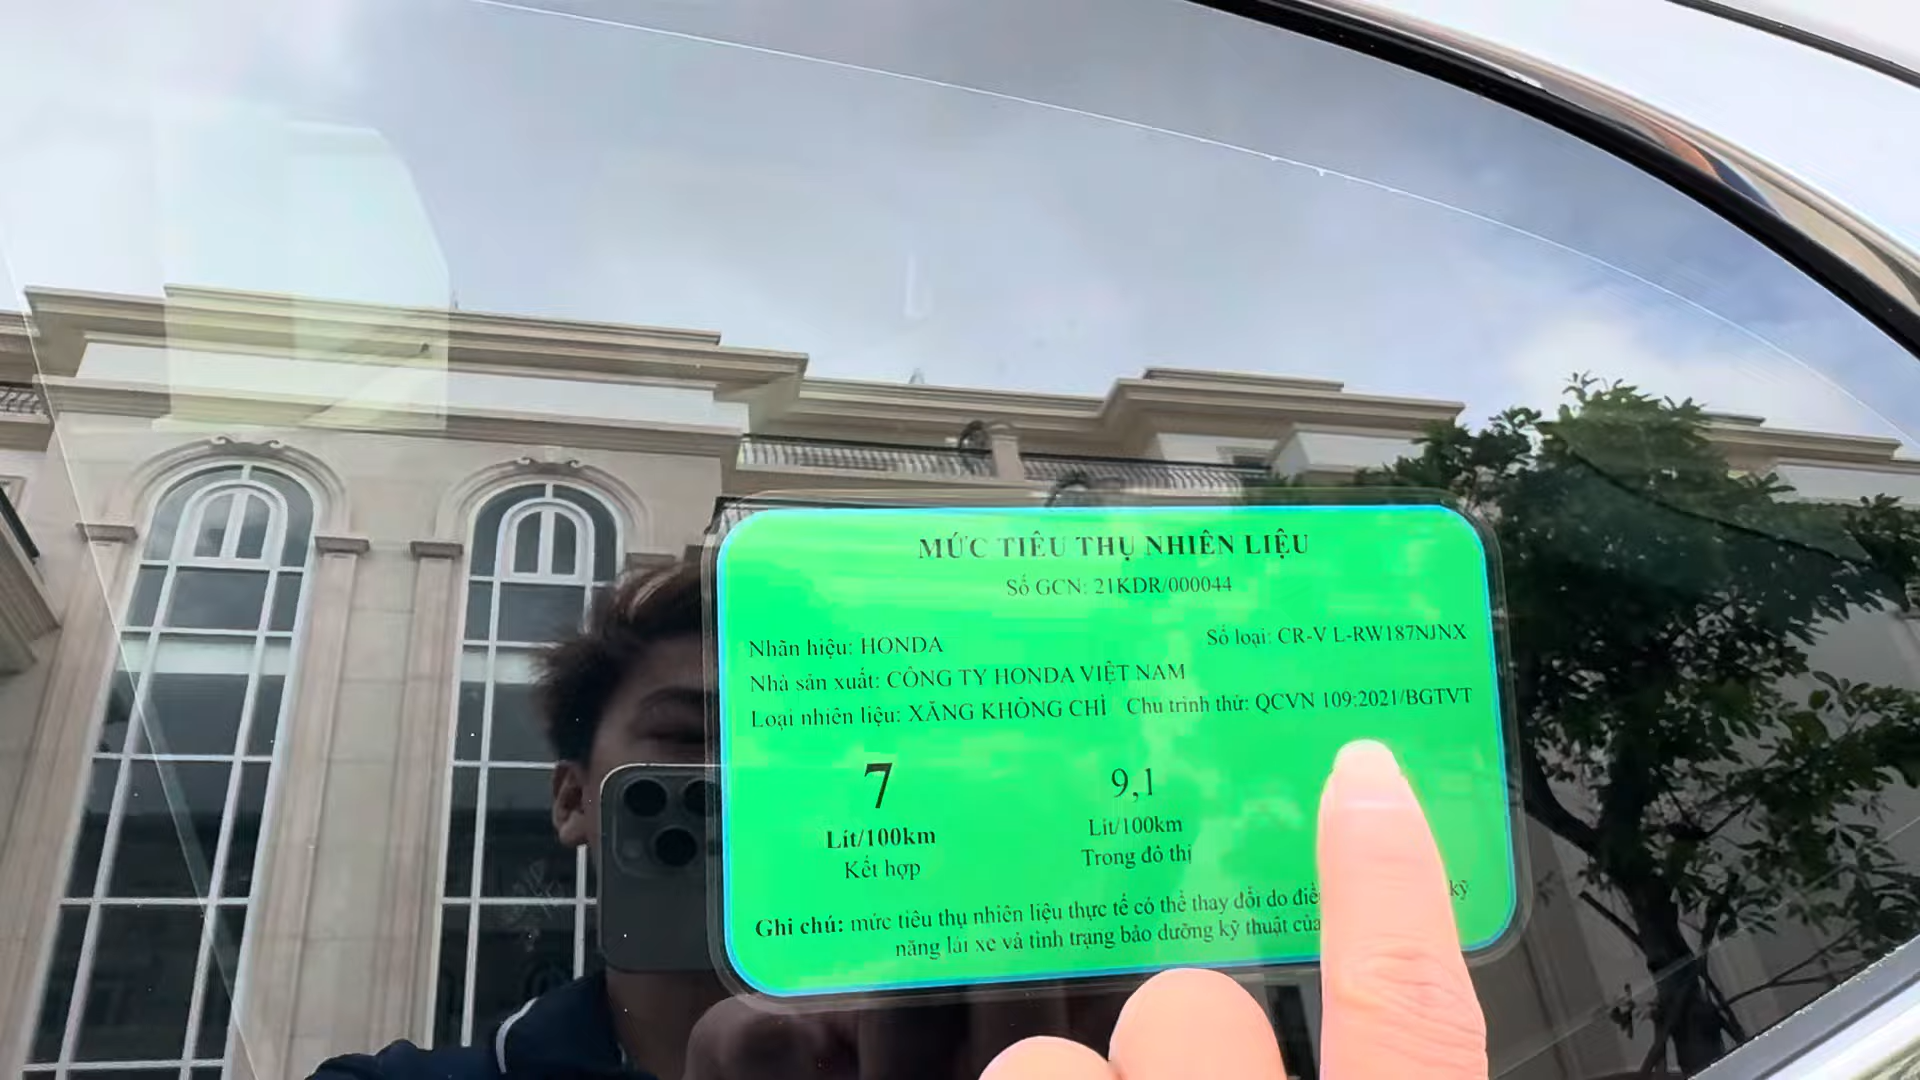 MỨC TIÊU THỤ NHIÊN LIỆU
Số GCN: 21KDR/000044
Nhãn hiệu: HONDA Số loại: CR-V L-RW187NJNX
Nhà sản xuất: CÔNG TY HONDA VIỆT NAM
Loại nhiên liệu: XĂNG KHÔNG CHÌ Chu trình thử: QCVN 109:2021/BGTVT
7 9,1
Lít/100km Lít/100km
Kết hợp Trong đô thị
Ghi chú: mức tiêu thụ nhiên liệu thực tế có thể thay đổi do kỹ
năng lái xe và tình trạng bảo dưỡng kỹ thuật của